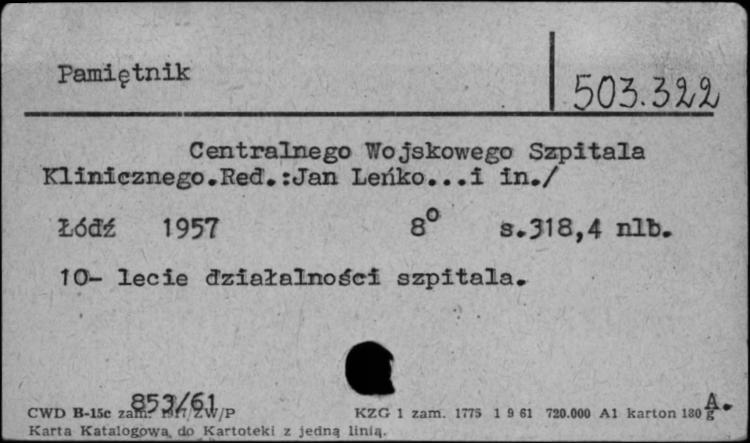 Pamiętnik
503.322
Centralnego Wojskowego Szpitala
Klinicznego.Red.:Jan Leńko...i in./
Łódź 1957 8° s.318,4 nlb.
10- lecie działalności szpitala.
853/61 A.
CWD B-15c zam. /ZW/P KZG 1 zam. 1775 1 9 61 720.000 A1 karton 180 g
Karta Katalogowa do Kartoteki z jedną linią.